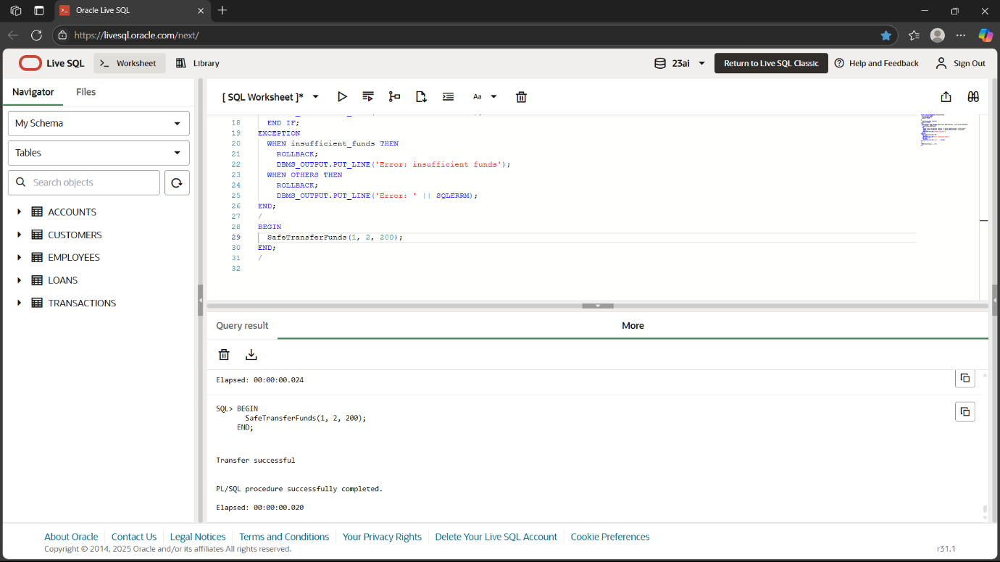 Oracle Live SQL
https://livesql.oracle.com/next/
Live SQL
Worksheet
Library
23ai
Return to Live SQL Classic
Help and Feedback
Sign Out
Navigator
Files
[ SQL Worksheet ]*
Aa
My Schema
Tables
Search objects
ACCOUNTS
CUSTOMERS
EMPLOYEES
LOANS
TRANSACTIONS
18 END IF;
19 EXCEPTION
20 WHEN insufficient_funds THEN
21 ROLLBACK;
22 DBMS_OUTPUT.PUT_LINE('Error: insufficient funds');
23 WHEN OTHERS THEN
24 ROLLBACK;
25 DBMS_OUTPUT.PUT_LINE('Error: ' || SQLERRM);
26 END;
27 /
28 BEGIN
29 SafeTransferFunds(1, 2, 200);
30 END;
31 /
32
Query result
More
Elapsed: 00:00:00.024
SQL> BEGIN
SafeTransferFunds(1, 2, 200);
END;
Transfer successful
PL/SQL procedure successfully completed.
Elapsed: 00:00:00.020
About Oracle
Contact Us
Legal Notices
Terms and Conditions
Your Privacy Rights
Delete Your Live SQL Account
Cookie Preferences
Copyright © 2014, 2025 Oracle and/or its affiliates All rights reserved.
r31.1